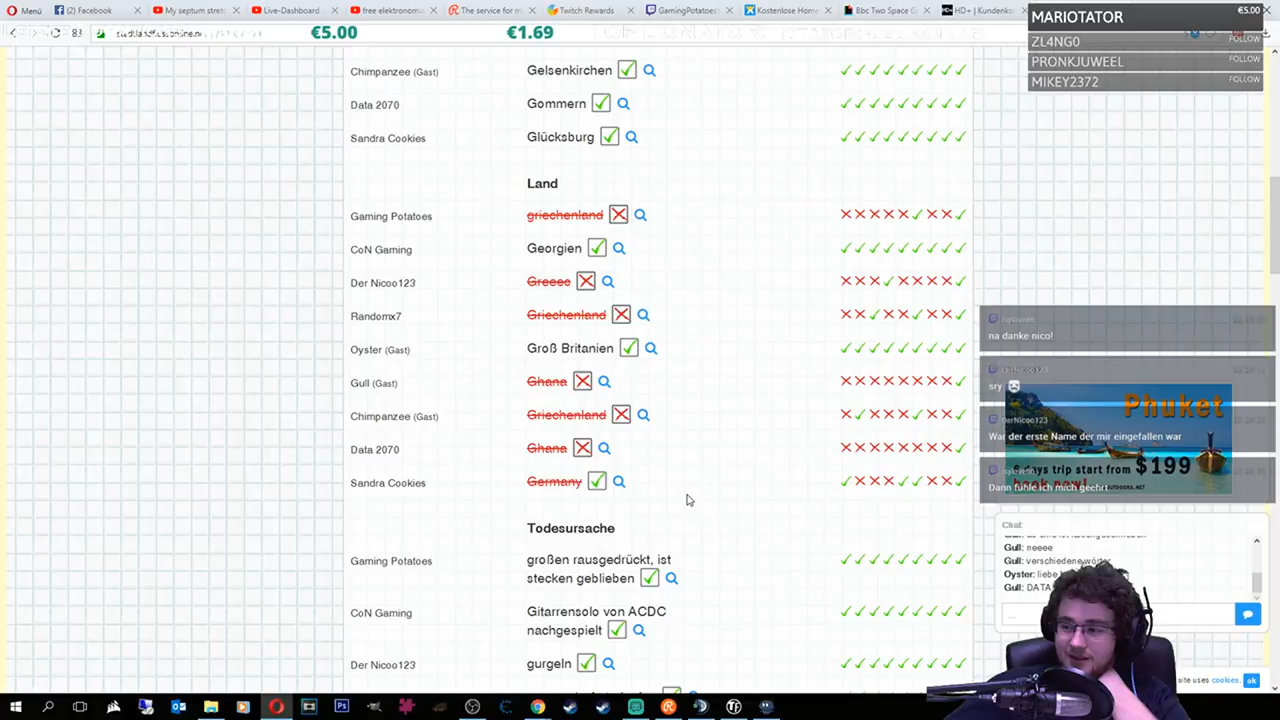 Menü
(2) Facebook
My septum stret
Live-Dashboard
free elektronomia
The service for m
Twitch Rewards
GamingPotatoes
Kostenlose Home
Bbc Two Space G
HD+ | Kundenko
MARIOTATOR €5.00
ZL4NG0 FOLLOW
PRONKJUWEEL FOLLOW
MIKEY2372 FOLLOW
€5.00 €1.69
Chimpanzee (Gast) Gelsenkirchen
Data 2070 Gommern
Sandra Cookies Glücksburg
Land
Gaming Potatoes griechenland
CoN Gaming Georgien
Der Nicoo123 Greece
Randomx7 Griechenland
Oyster (Gast) Groß Britanien
Gull (Gast) Ghana
Chimpanzee (Gast) Griechenland
Data 2070 Ghana
Sandra Cookies Germany
Todesursache
Gaming Potatoes großen rausgedrückt, ist
stecken geblieben
CoN Gaming Gitarrensolo von ACDC
nachgespielt
Der Nicoo123 gurgeln
na danke nico!
sry
DerNicoo123
War der erste Name der mir eingefallen war
Dann fühle ich mich geehrt
Phuket
days trip start from $199
Chat:
Gull: neeee
Gull: verschiedene wörter
Oyster: liebe
Gull: DATA
...
site uses cookies. ok